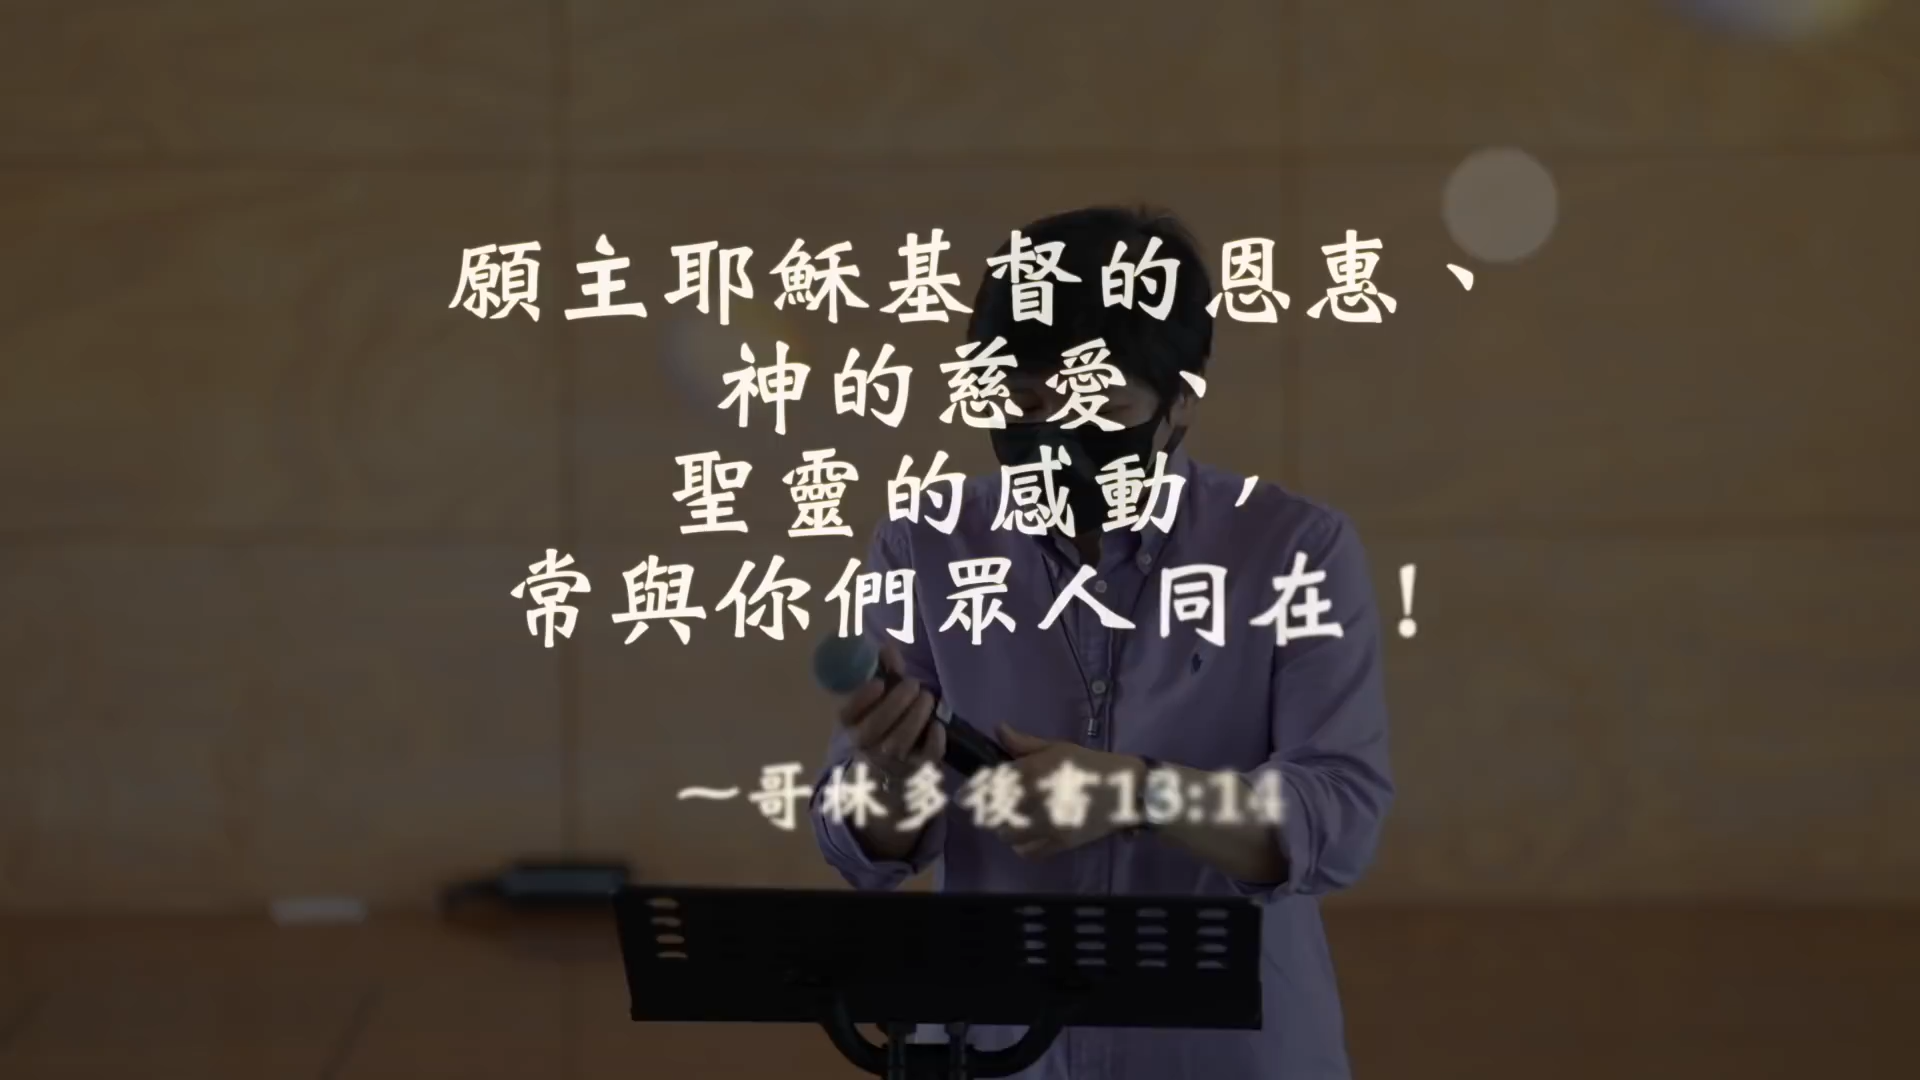 願主耶穌基督的恩惠、
神的慈愛、
聖靈的感動，
常與你們眾人同在！
～哥林多後書13:14